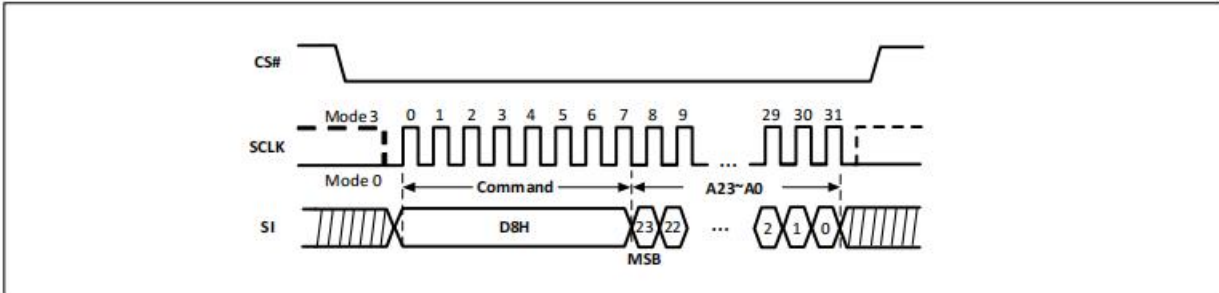 CS#
Mode 3 0 1 2 3 4 5 6 7 8 9 29 30 31
SCLK ...
Mode 0 Command A23~A0
SI D8H 23 22 ... 2 1 0
MSB